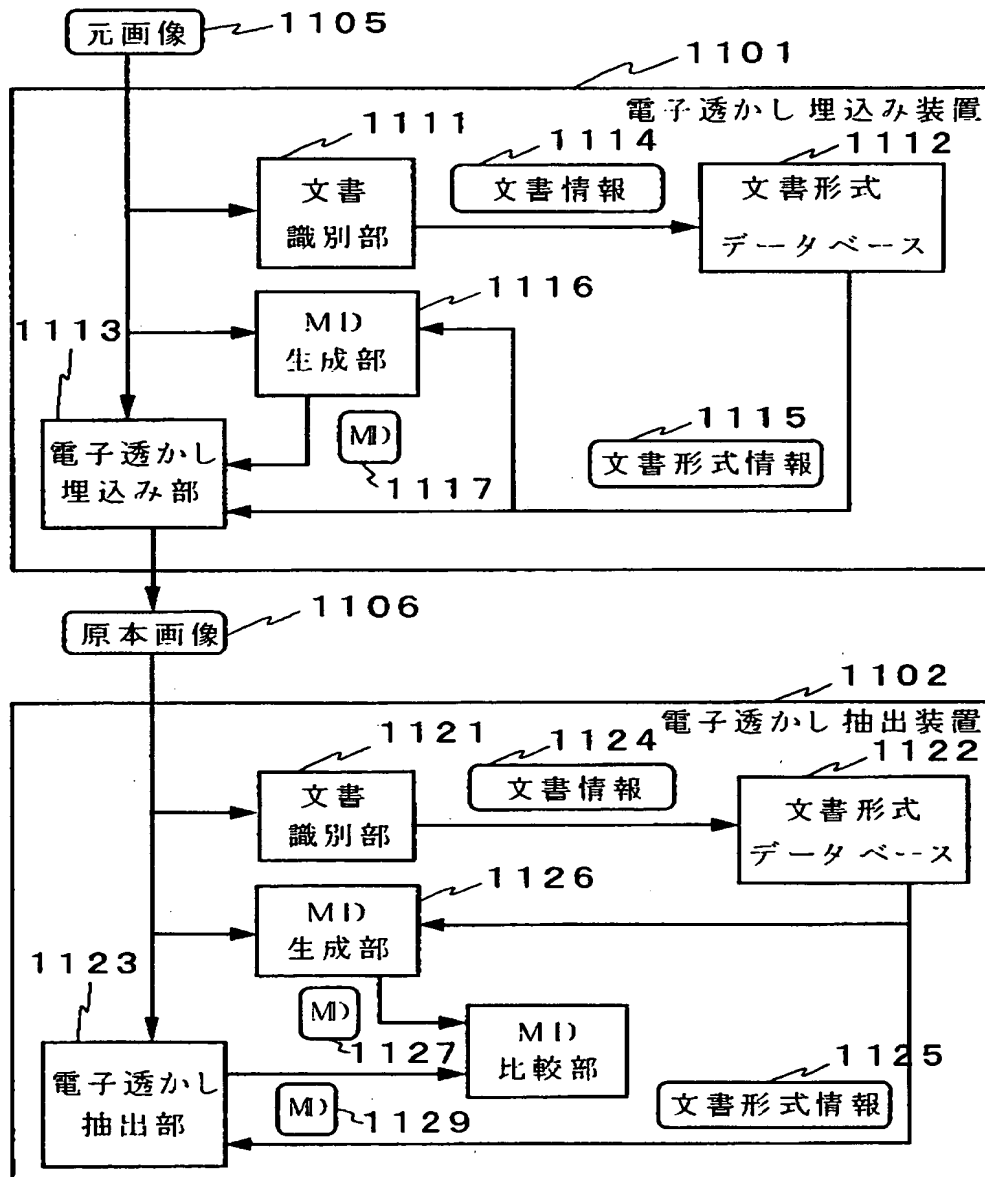 元画像
1105
1101
電子透かし 埋込み装置
1111
1114
1112
文書
識別部
文書情報
文書形式
データベース
1116
1113
MD
生成部
1115
MD
文書形式情報
電子透かし
埋込み部
1117
1106
原本画像
1102
電子透かし 抽出装置
1121
1124
1122
文書
識別部
文書情報
文書形式
データベース
1126
MD
生成部
1123
MD
1127
MD
比較部
1125
電子透かし
抽出部
MD
1129
文書形式情報